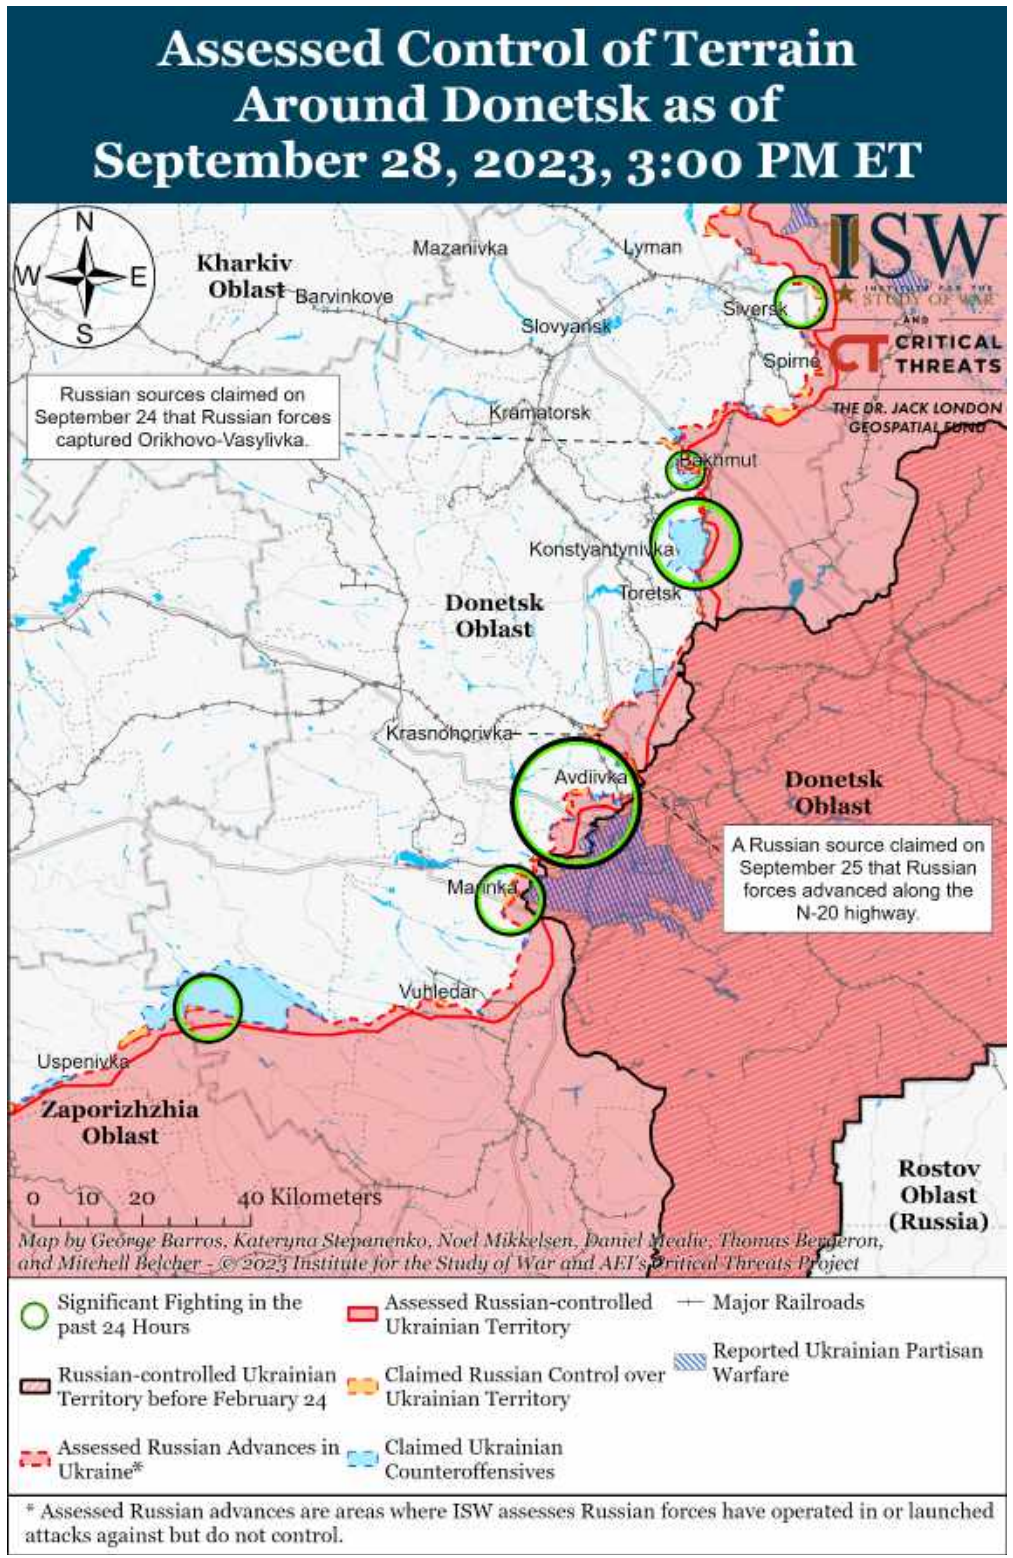 Assessed Control of Terrain
Around Donetsk as of
September 28, 2023, 3:00 PM ET
N
W
E
S
Kharkiv
Oblast
Mazanivka
Lyman
Barvinkove
Slovyansk
Siversk
Spirne
ISW
INSTITUTE FOR THE
STUDY OF WAR
AND
CT CRITICAL
THREATS
THE DR. JACK LONDON
GEOSPATIAL FUND
Russian sources claimed on
September 24 that Russian forces
captured Orikhovo-Vasylivka.
Kramatorsk
Bakhmut
Konstyantynivka
Toretsk
Donetsk
Oblast
Krasnohorivka
Avdiivka
Donetsk
Oblast
A Russian source claimed on
September 25 that Russian
forces advanced along the
N-20 highway.
Marinka
Vuhledar
Uspenivka
Zaporizhzhia
Oblast
Rostov
Oblast
(Russia)
0 10 20 40 Kilometers
Map by George Barros, Kateryna Stepanenko, Noel Mikkelsen, Daniel Mealie, Thomas Bergeron,
and Mitchell Belcher - © 2023 Institute for the Study of War and AEI's Critical Threats Project
Significant Fighting in the
past 24 Hours
Russian-controlled Ukrainian
Territory before February 24
Assessed Russian Advances in
Ukraine*
Assessed Russian-controlled
Ukrainian Territory
Claimed Russian Control over
Ukrainian Territory
Claimed Ukrainian
Counteroffensives
Major Railroads
Reported Ukrainian Partisan
Warfare
* Assessed Russian advances are areas where ISW assesses Russian forces have operated in or launched
attacks against but do not control.